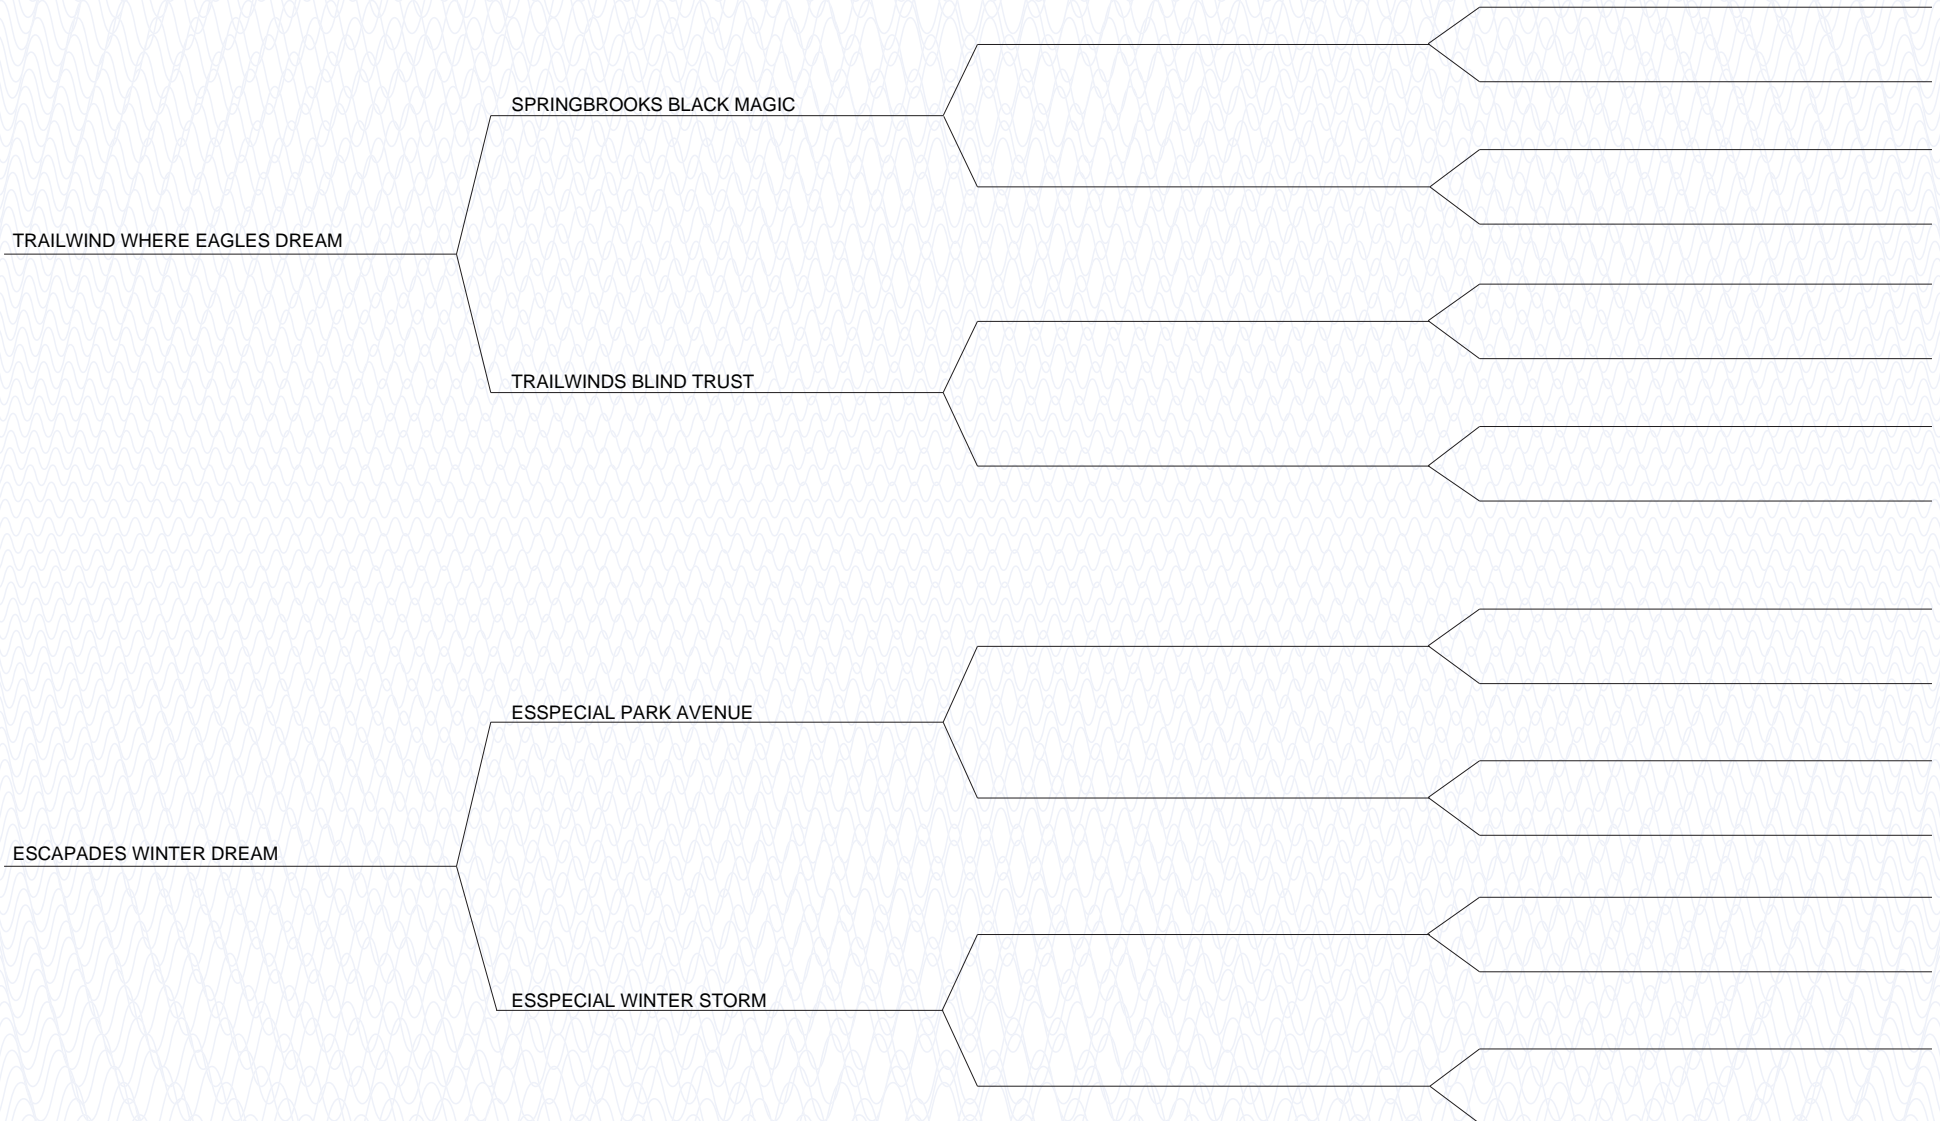 SPRINGBROOKS BLACK MAGIC
TRAILWIND WHERE EAGLES DREAM
TRAILWINDS BLIND TRUST
ESSPECIAL PARK AVENUE
ESCAPADES WINTER DREAM
ESSPECIAL WINTER STORM